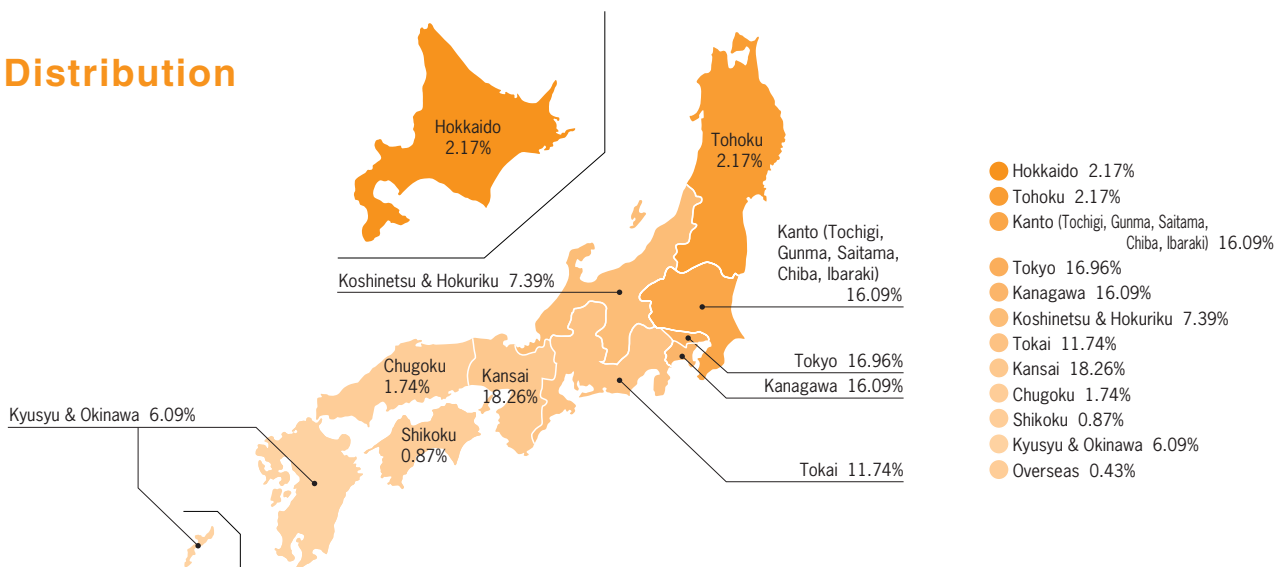 Distribution
Hokkaido
2.17%
Tohoku
2.17%
Kanto (Tochigi,
Gunma, Saitama,
Chiba, Ibaraki)
16.09%
Koshinetsu & Hokuriku 7.39%
Tokyo 16.96%
Kanagawa 16.09%
Chugoku
1.74%
Kansai
18.26%
Kyusyu & Okinawa 6.09%
Shikoku
0.87%
Tokai 11.74%
Hokkaido 2.17%
Tohoku 2.17%
Kanto (Tochigi, Gunma, Saitama,
Chiba, Ibaraki) 16.09%
Tokyo 16.96%
Kanagawa 16.09%
Koshinetsu & Hokuriku 7.39%
Tokai 11.74%
Kansai 18.26%
Chugoku 1.74%
Shikoku 0.87%
Kyusyu & Okinawa 6.09%
Overseas 0.43%